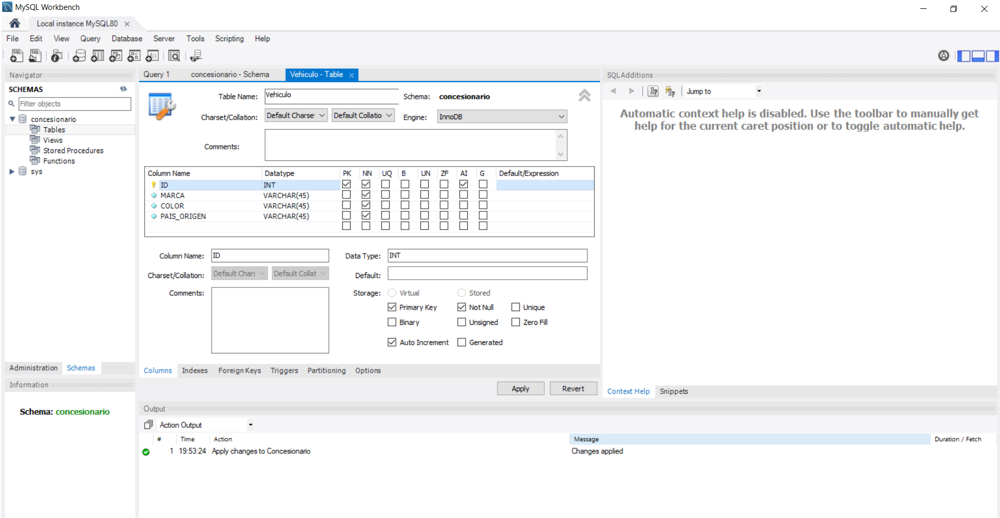 MySQL Workbench
Local instance MySQL80
File Edit View Query Database Server Tools Scripting Help
Navigator
SCHEMAS
Filter objects
concesionario
Tables
Views
Stored Procedures
Functions
sys
Administration Schemas
Information
Schema: concesionario
Query 1 concesionario - Schema Vehiculo - Table
Table Name: Vehiculo Schema: concesionario
Charset/Collation: Default Charse Default Collatio Engine: InnoDB
Comments:
Column Name Datatype PK NN UQ B UN ZF AI G Default/Expression
ID INT
MARCA VARCHAR(45)
COLOR VARCHAR(45)
PAIS_ORIGEN VARCHAR(45)
Column Name: ID Data Type: INT
Charset/Collation: Default Chars Default Collat Default:
Comments: Storage: Virtual Stored
Primary Key Not Null Unique
Binary Unsigned Zero Fill
Auto Increment Generated
Columns Indexes Foreign Keys Triggers Partitioning Options
Apply Revert
SQLAdditions
Jump to
Automatic context help is disabled. Use the toolbar to manually get
help for the current caret position or to toggle automatic help.
Context Help Snippets
Output
Action Output
# Time Action Message Duration / Fetch
1 19:53:24 Apply changes to Concesionario Changes applied